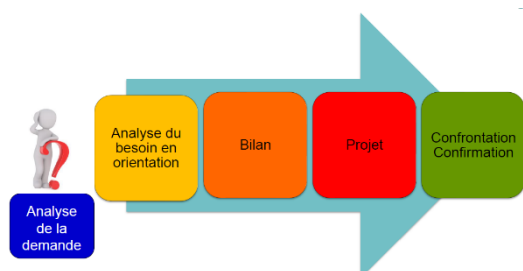 Analyse
de la
demande
Analyse du
besoin en
orientation
Bilan
Projet
Confrontation
Confirmation